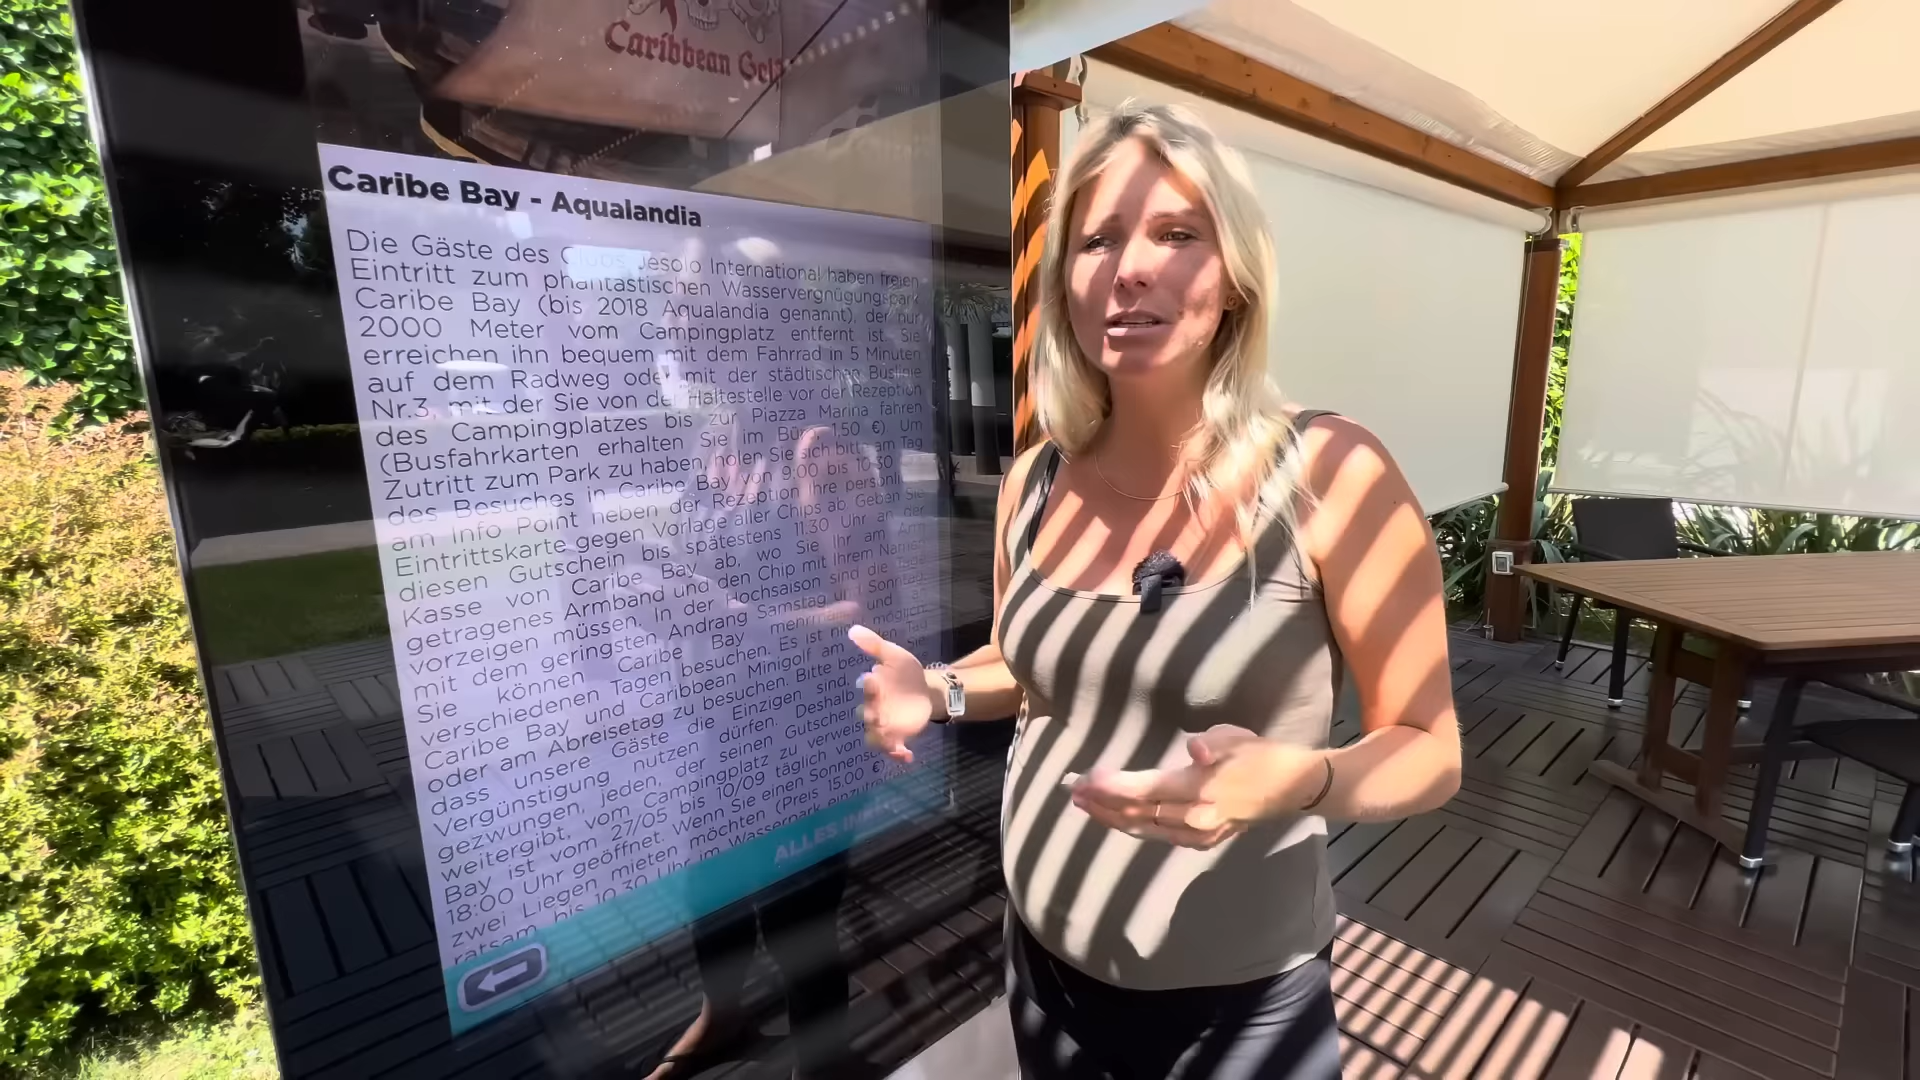 Caribbean Golf
Caribe Bay - Aqualandia
Die Gäste des Clubs Jesolo International haben freien
Eintritt zum phantastischen Wasservergnügungspark
Caribe Bay (bis 2018 Aqualandia genannt), der nur
2000 Meter vom Campingplatz entfernt ist. Sie
erreichen ihn bequem mit dem Fahrrad in 5 Minuten
auf dem Radweg oder mit der städtischen Buslinie
Nr.3, mit der Sie von der Haltestelle vor der Rezeption
des Campingplatzes bis zur Piazza Marina fahren
(Busfahrkarten erhalten Sie im Büro 1,50 €). Um
Zutritt zum Park zu haben, holen Sie sich bitte am Tag
des Besuches in Caribe Bay von 9:00 bis 10:30
am Info Point neben der Rezeption Ihre persönli
Eintrittskarte gegen Vorlage aller Chips ab. Geben Sie
diesen Gutschein bis spätestens 11.30 Uhr an der
Kasse von Caribe Bay ab, wo Sie Ihr am Arm
getragenes Armband und den Chip mit Ihrem Namen
vorzeigen müssen. In der Hochsaison sind die Tage
mit dem geringsten Andrang Samstag und Sonntag.
Sie können Caribe Bay mehrmals und an
verschiedenen Tagen besuchen. Es ist nicht möglich,
Caribe Bay und Caribbean Minigolf am Tag
oder am Abreisetag zu besuchen. Bitte Sie
dass unsere Gäste die Einzigen sind,
Vergünstigung nutzen dürfen. Deshalb
gezwungen, jeden, der seinen Gutschein
weitergibt, vom Campingplatz zu verweisen
Bay ist vom 27/05 bis 10/09 täglich von
18:00 Uhr geöffnet. Wenn Sie einen
zwei Liegen mieten möchten (Preis 15,00 €)
ratsam bis 10.30 Uhr im Wasserpark
ALLES